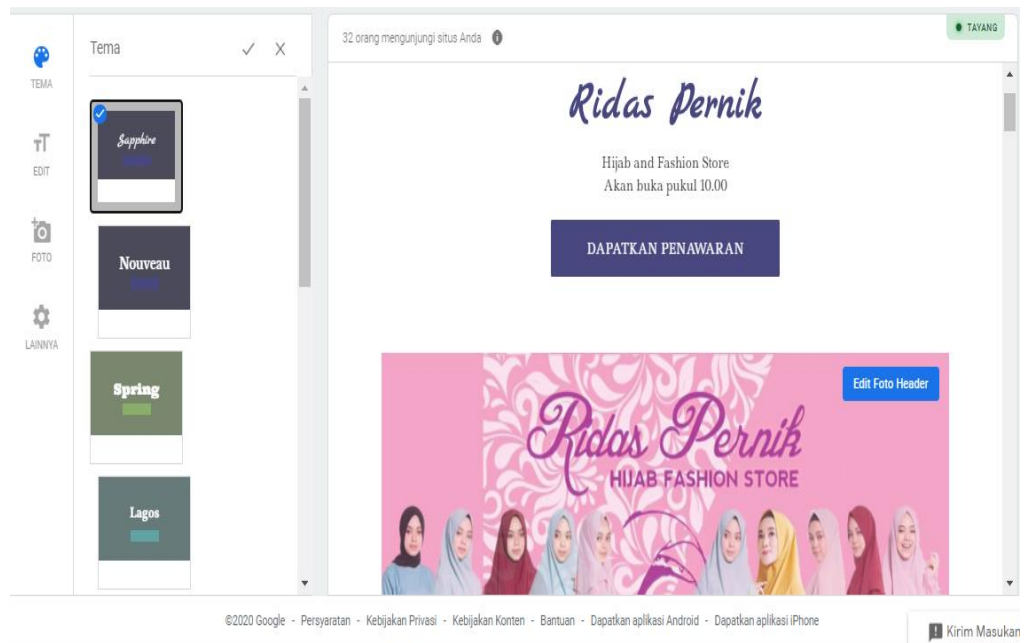 TEMA
EDIT
FOTO
LAINNYA
Tema
Sapphire
Nouveau
Spring
Lagos
32 orang mengunjungi situs Anda
TAYANG
Ridas Pernik
Hijab and Fashion Store
Akan buka pukul 10.00
DAPATKAN PENAWARAN
Edit Foto Header
Ridas Pernik
HIJAB FASHION STORE
©2020 Google - Persyaratan - Kebijakan Privasi - Kebijakan Konten - Bantuan - Dapatkan aplikasi Android - Dapatkan aplikasi iPhone
Kirim Masukan